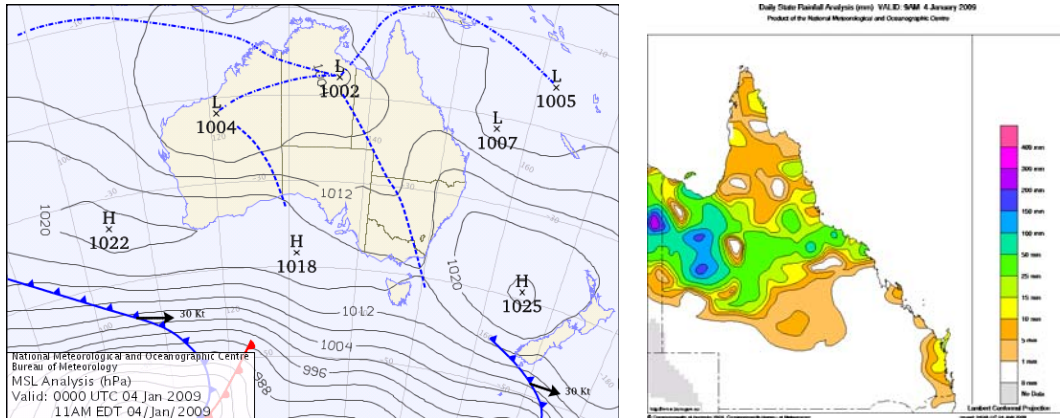 L
1002
L
1004
L
1005
L
1007
1012
1020
H
1022
H
1018
1020
H
1025
1012
1004
996
988
30 Kt
30 Kt
National Meteorological and Oceanographic Centre
Bureau of Meteorology
MSL Analysis (hPa)
Valid: 0000 UTC 04 Jan 2009
11AM EDT 04/Jan/2009
Daily State Rainfall Analysis (mm) VALID: 9AM 4 January 2009
Product of the National Meteorological and Oceanographic Centre
400 mm
300 mm
200 mm
150 mm
100 mm
50 mm
25 mm
15 mm
10 mm
5 mm
1 mm
0 mm
No Data
Lambert Conformal Projection